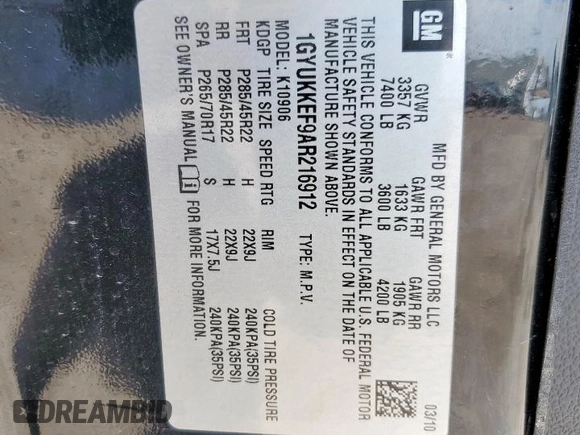 GM®
MFD BY GENERAL MOTORS LLC 03/10
GVWR GAWR FRT GAWR RR
3357 KG 1633 KG 1905 KG
7400 LB 3600 LB 4200 LB
THIS VEHICLE CONFORMS TO ALL APPLICABLE U.S. FEDERAL MOTOR
VEHICLE SAFETY STANDARDS IN EFFECT ON THE DATE OF
MANUFACTURE SHOWN ABOVE.
1GYUKKEF9AR216912 TYPE: M.P.V.
MODEL: K10906
KDGP TIRE SIZE SPEED RTG RIM COLD TIRE PRESSURE
FRT P285/45R22 H 22X9J 240KPA(35PSI)
RR P285/45R22 H 22X9J 240KPA(35PSI)
SPA P265/70R17 S 17X7.5J 240KPA(35PSI)
SEE OWNER'S MANUAL FOR MORE INFORMATION.
DREAMBID